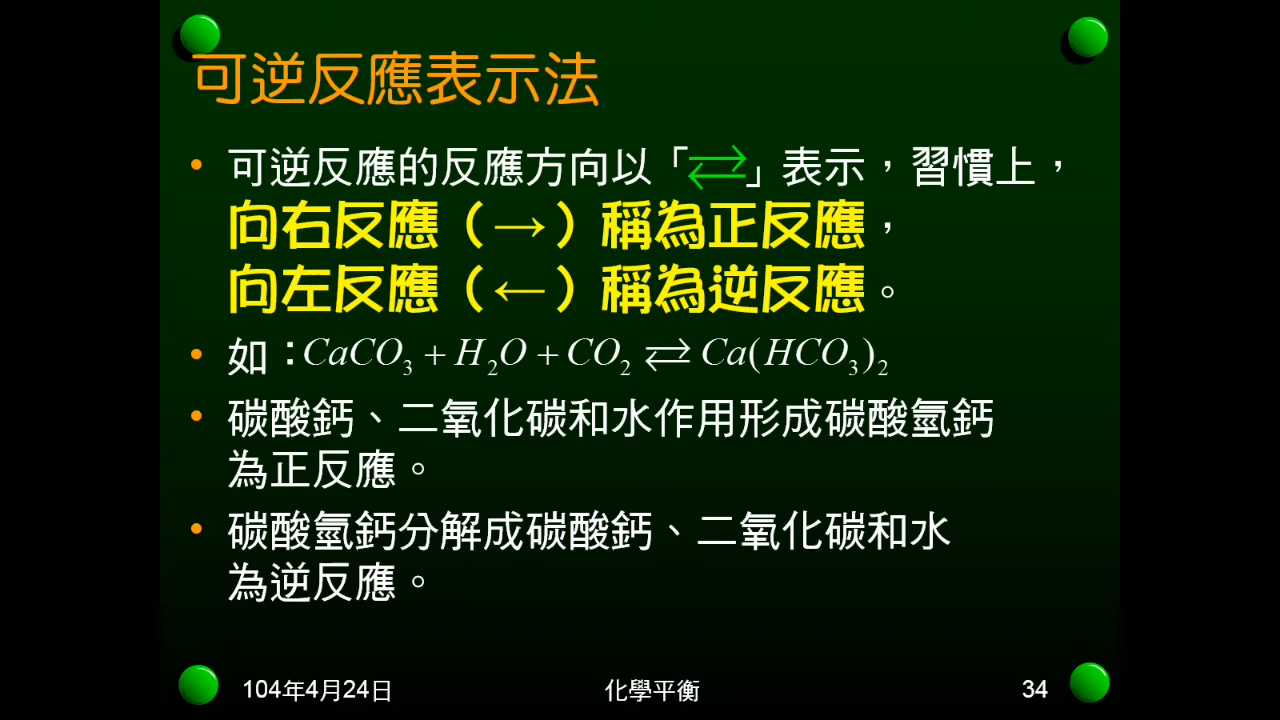 可逆反應表示法
• 可逆反應的反應方向以「⇄」表示，習慣上，
向右反應（→）稱為正反應，
向左反應（←）稱為逆反應。
• 如：CaCO₃ + H₂O + CO₂ ⇄ Ca(HCO₃)₂
• 碳酸鈣、二氧化碳和水作用形成碳酸氫鈣
為正反應。
• 碳酸氫鈣分解成碳酸鈣、二氧化碳和水
為逆反應。
104年4月24日
化學平衡
34